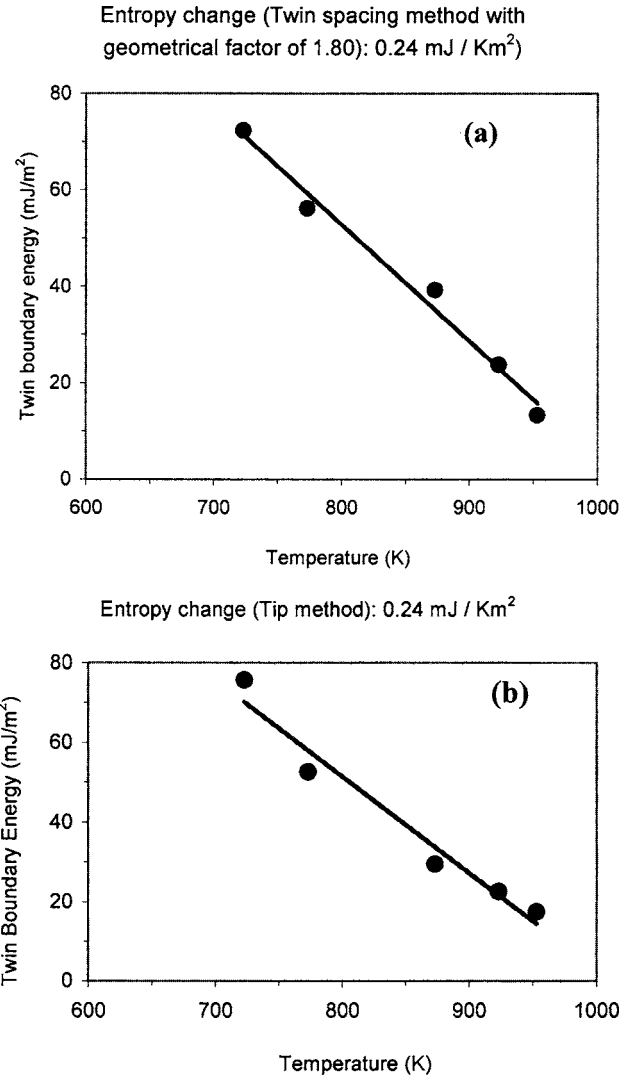 Entropy change (Twin spacing method with
geometrical factor of 1.80): 0.24 mJ / Km²)
80
(a)
60
40
20
0
600 700 800 900 1000
Twin boundary energy (mJ/m²)
Temperature (K)
Entropy change (Tip method): 0.24 mJ / Km²
80
(b)
60
40
20
0
600 700 800 900 1000
Twin Boundary Energy (mJ/m²)
Temperature (K)